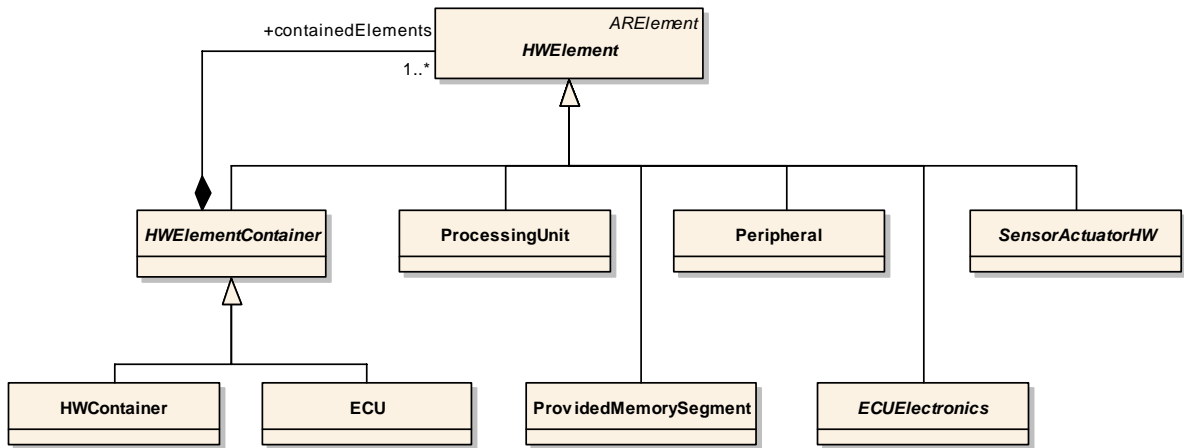 ARElement
+containedElements
HWElement
1..*
HWElementContainer
ProcessingUnit
Peripheral
SensorActuatorHW
HWContainer
ECU
ProvidedMemorySegment
ECUElectronics